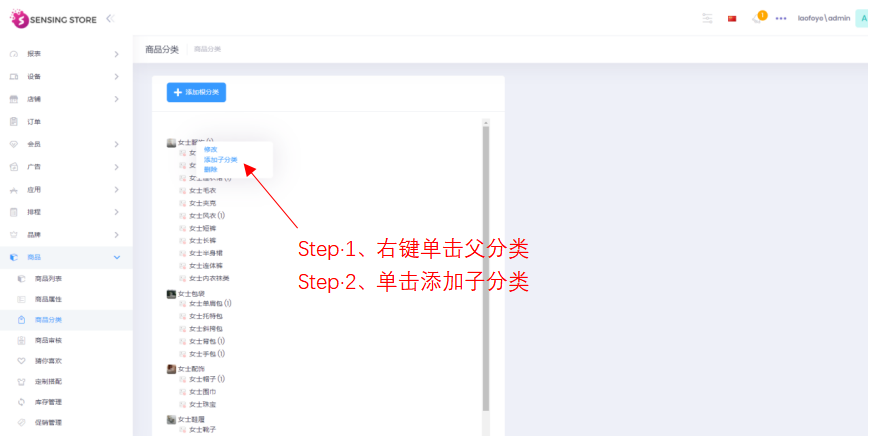 SENSING STORE
1
laofoye\admin
A
报表
设备
店铺
订单
会员
广告
应用
排程
品牌
商品
商品列表
商品属性
商品分类
商品审核
猜你喜欢
定制搭配
库存管理
促销管理
商品分类
商品分类
添加根分类
修改
添加子分类
删除
女士毛衣
女士夹克
女士风衣(1)
女士短裤
女士长裤
女士半身裙
女士连体裤
女士内衣袜类
女士包袋
女士单肩包(1)
女士托特包
女士斜挎包
女士背包(1)
女士手包(1)
女士配饰
女士帽子(1)
女士围巾
女士珠宝
女士鞋履
女士靴子
Step·1、右键单击父分类
Step·2、单击添加子分类